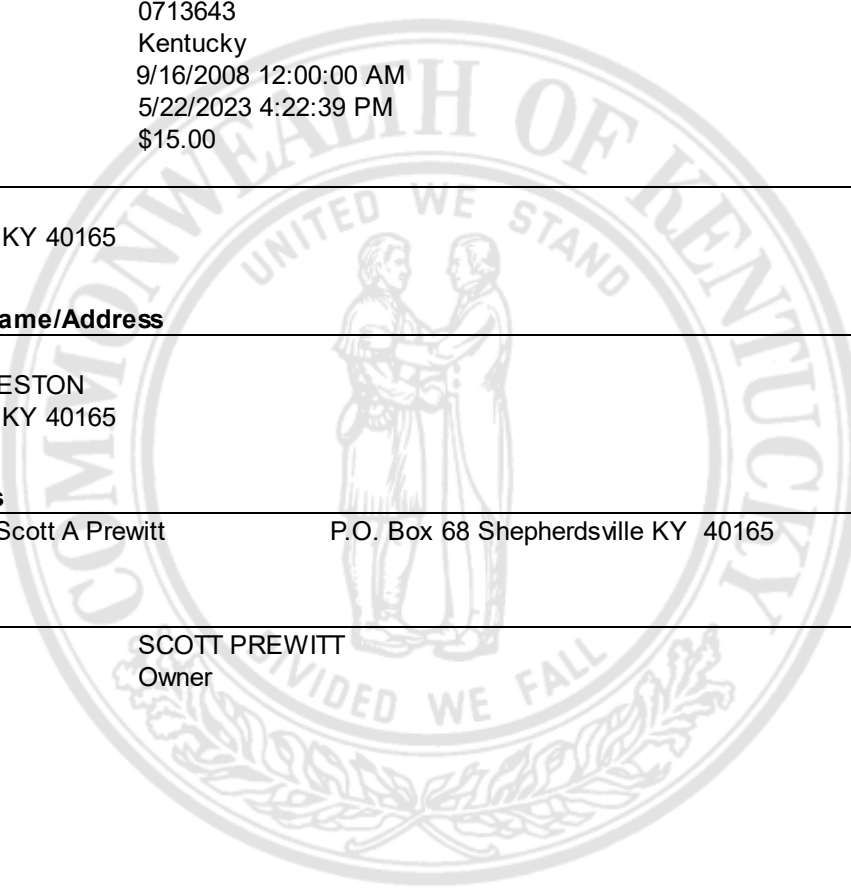 0713643
Kentucky
9/16/2008 12:00:00 AM
5/22/2023 4:22:39 PM
$15.00
KY 40165
ame/Address
ESTON
KY 40165
s
Scott A Prewitt P.O. Box 68 Shepherdsville KY 40165
SCOTT PREWITT
Owner
COMMONWEALTH OF KENTUCKY
UNITED WE STAND
DIVIDED WE FALL